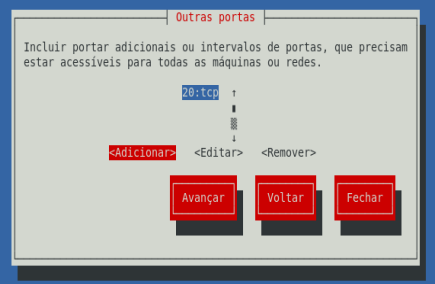 Outras portas
Incluir portar adicionais ou intervalos de portas, que precisam
estar acessíveis para todas as máquinas ou redes.
20:tcp ↑
↓
<Adicionar> <Editar> <Remover>
Avançar Voltar Fechar